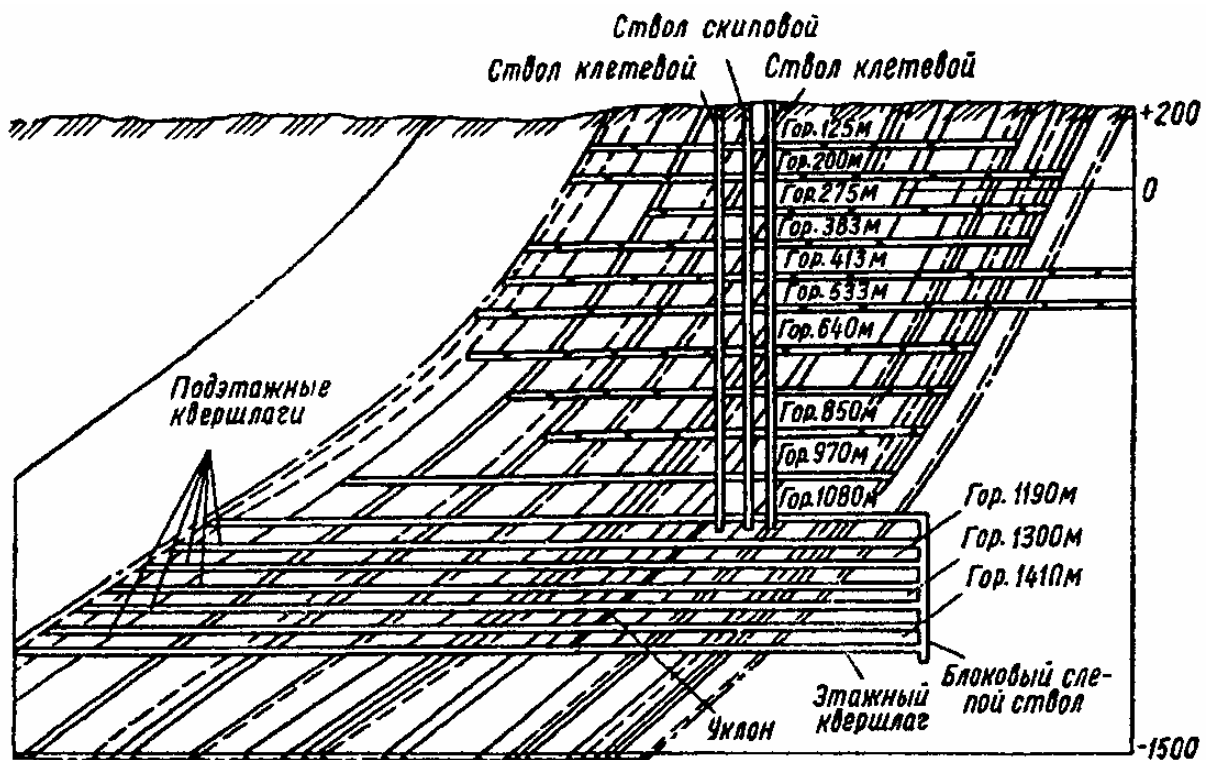 Ствол скиповой
Ствол клетевой
Ствол клетевой
+200
Гор.125м
Гор.200м
0
Гор.275м
Гор.383м
Гор.413м
Гор.533м
Гор.640м
Подэтажные
квершлаги
Гор.850м
Гор.970м
Гор.1080м
Гор.1190м
Гор.1300м
Гор.1410м
Блоковый сле-
пой ствол
Этажный
квершлаг
Уклон
-1500